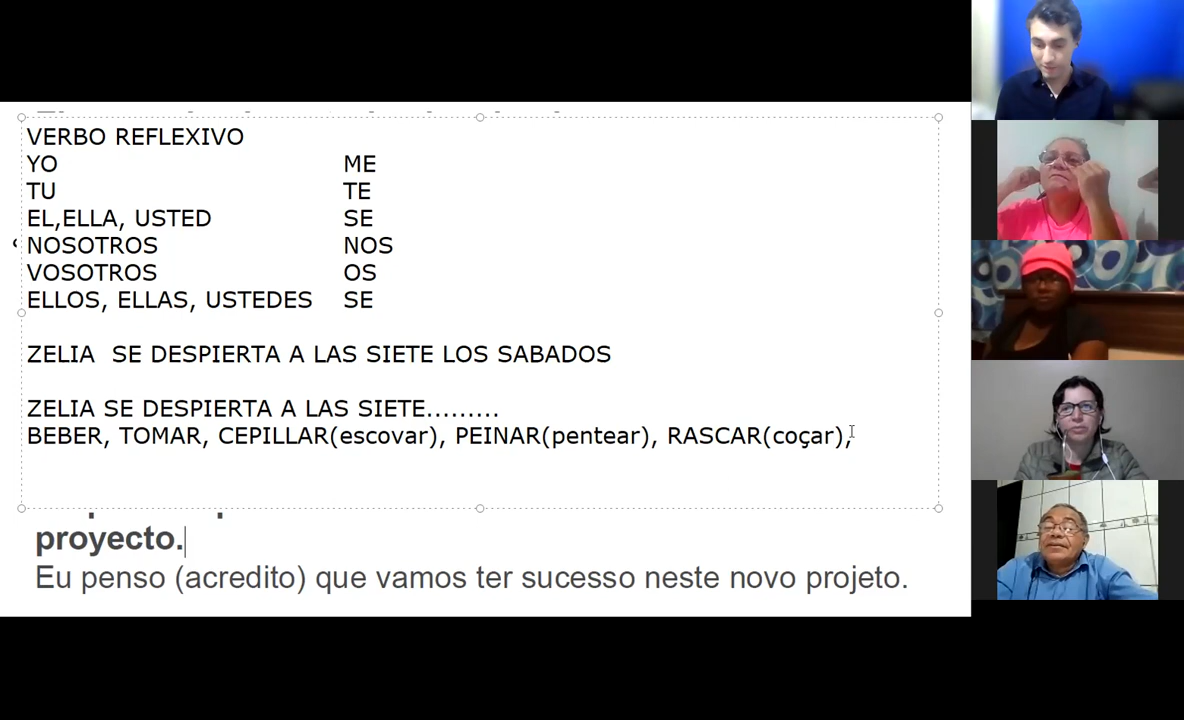 VERBO REFLEXIVO
YO ME
TU TE
EL,ELLA, USTED SE
NOSOTROS NOS
VOSOTROS OS
ELLOS, ELLAS, USTEDES SE
ZELIA SE DESPIERTA A LAS SIETE LOS SABADOS
ZELIA SE DESPIERTA A LAS SIETE.........
BEBER, TOMAR, CEPILLAR(escovar), PEINAR(pentear), RASCAR(coçar),
proyecto.
Eu penso (acredito) que vamos ter sucesso neste novo projeto.